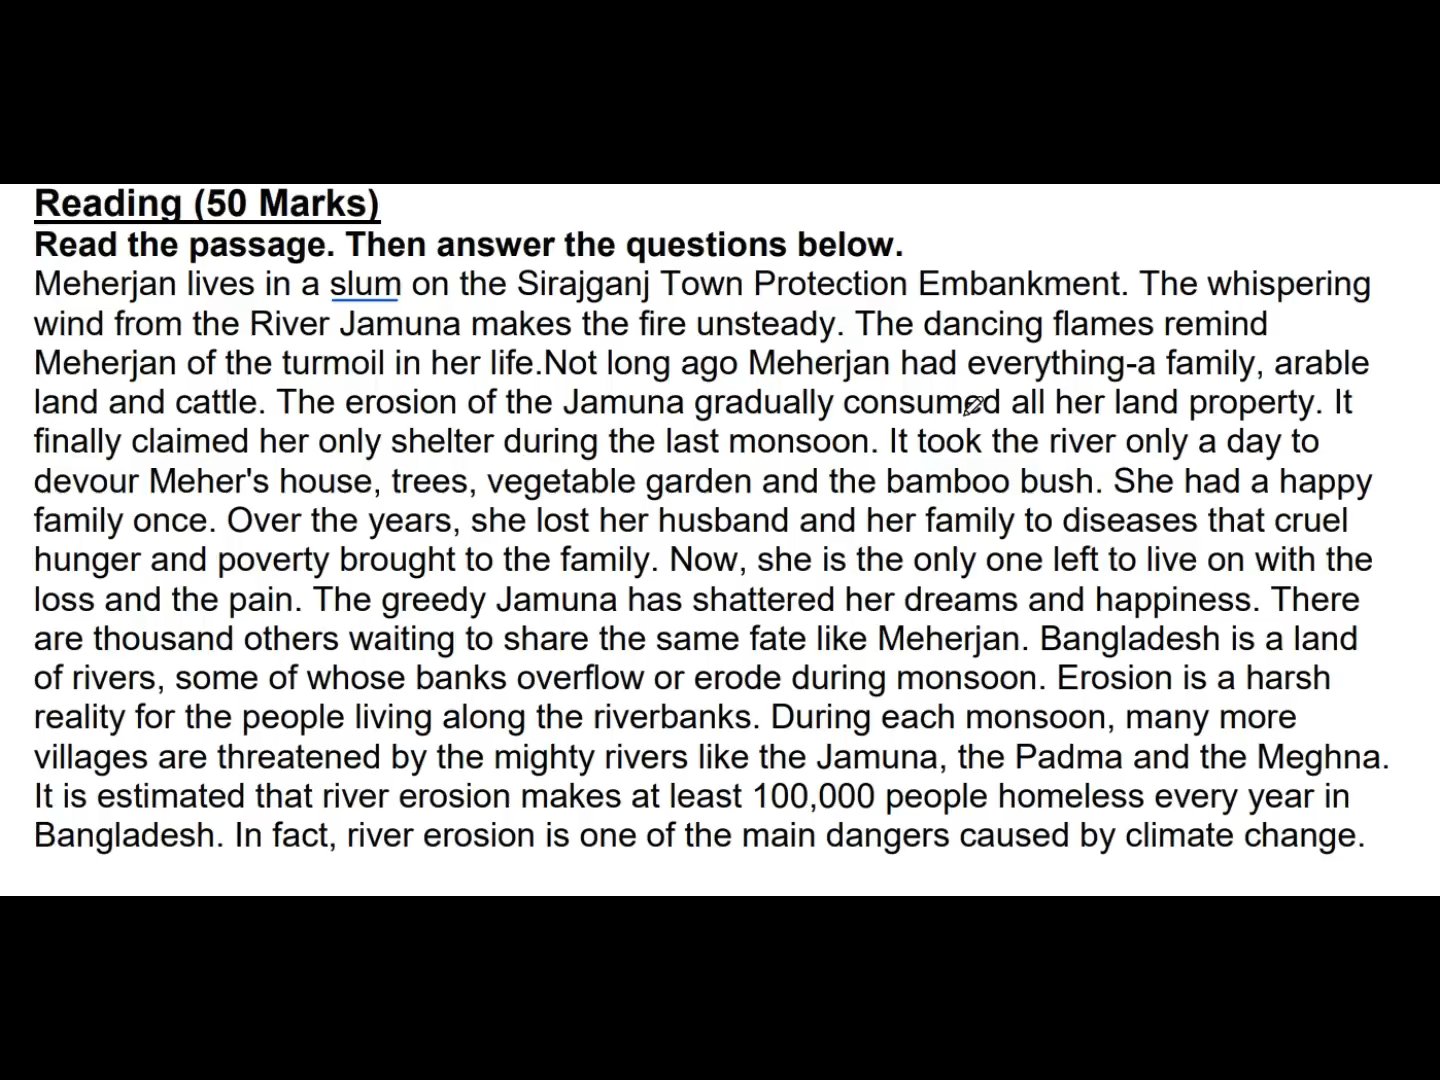 Reading (50 Marks)
Read the passage. Then answer the questions below.
Meherjan lives in a slum on the Sirajganj Town Protection Embankment. The whispering
wind from the River Jamuna makes the fire unsteady. The dancing flames remind
Meherjan of the turmoil in her life.Not long ago Meherjan had everything-a family, arable
land and cattle. The erosion of the Jamuna gradually consumed all her land property. It
finally claimed her only shelter during the last monsoon. It took the river only a day to
devour Meher's house, trees, vegetable garden and the bamboo bush. She had a happy
family once. Over the years, she lost her husband and her family to diseases that cruel
hunger and poverty brought to the family. Now, she is the only one left to live on with the
loss and the pain. The greedy Jamuna has shattered her dreams and happiness. There
are thousand others waiting to share the same fate like Meherjan. Bangladesh is a land
of rivers, some of whose banks overflow or erode during monsoon. Erosion is a harsh
reality for the people living along the riverbanks. During each monsoon, many more
villages are threatened by the mighty rivers like the Jamuna, the Padma and the Meghna.
It is estimated that river erosion makes at least 100,000 people homeless every year in
Bangladesh. In fact, river erosion is one of the main dangers caused by climate change.